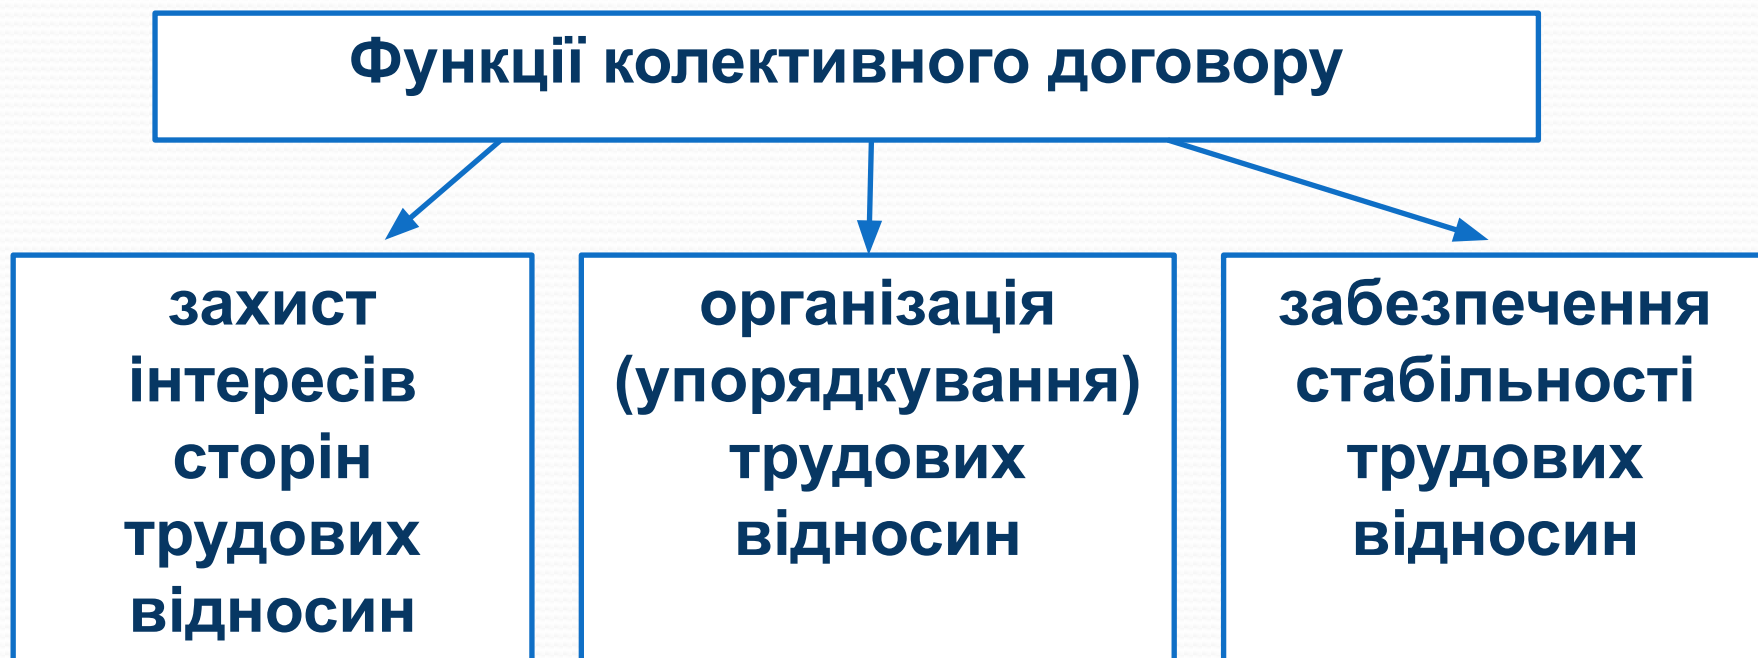 Функції колективного договору
захист
інтересів
сторін
трудових
відносин
організація
(упорядкування)
трудових
відносин
забезпечення
стабільності
трудових
відносин